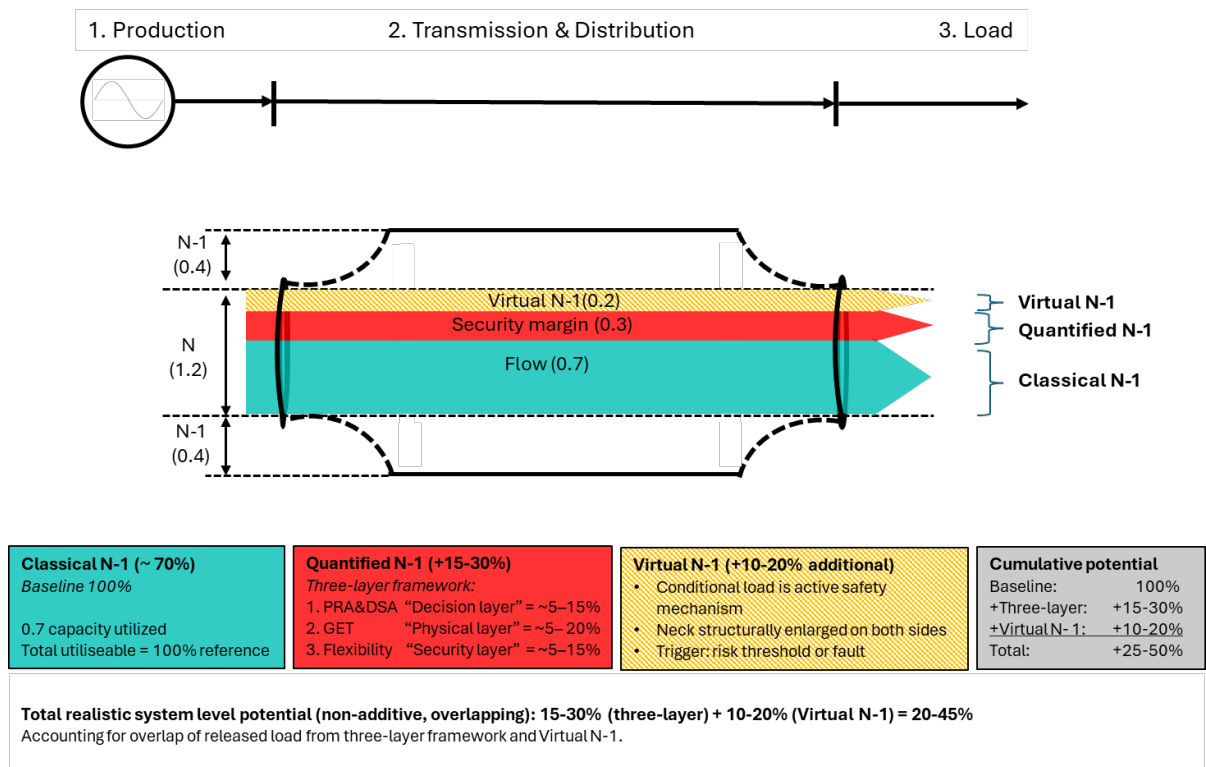 1. Production
2. Transmission & Distribution
3. Load
N-1
(0.4)
N
(1.2)
N-1
(0.4)
Virtual N-1(0.2)
Security margin (0.3)
Flow (0.7)
Virtual N-1
Quantified N-1
Classical N-1
Classical N-1 (~ 70%)
Baseline 100%
0.7 capacity utilized
Total utiliseable = 100% reference
Quantified N-1 (+15-30%)
Three-layer framework:
1. PRA&DSA “Decision layer” = ~5–15%
2. GET “Physical layer” = ~5– 20%
3. Flexibility “Security layer” = ~5–15%
Virtual N-1 (+10-20% additional)
• Conditional load is active safety
mechanism
• Neck structurally enlarged on both sides
• Trigger: risk threshold or fault
Cumulative potential
Baseline: 100%
+Three-layer: +15-30%
+Virtual N- 1: +10-20%
Total: +25-50%
Total realistic system level potential (non-additive, overlapping): 15-30% (three-layer) + 10-20% (Virtual N-1) = 20-45%
Accounting for overlap of released load from three-layer framework and Virtual N-1.